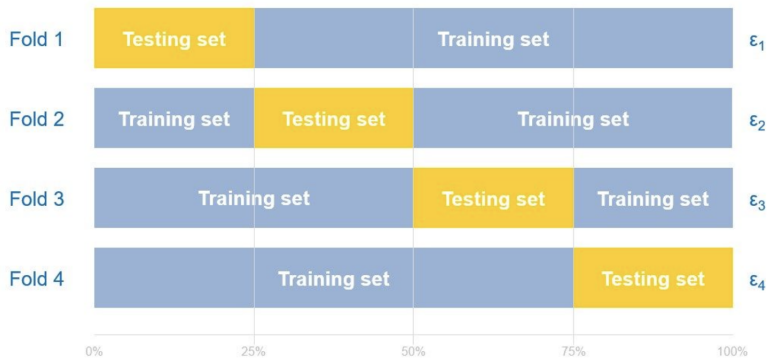 Fold 1 Testing set Training set ε₁
Fold 2 Training set Testing set Training set ε₂
Fold 3 Training set Testing set Training set ε₃
Fold 4 Training set Testing set ε₄
0% 25% 50% 75% 100%